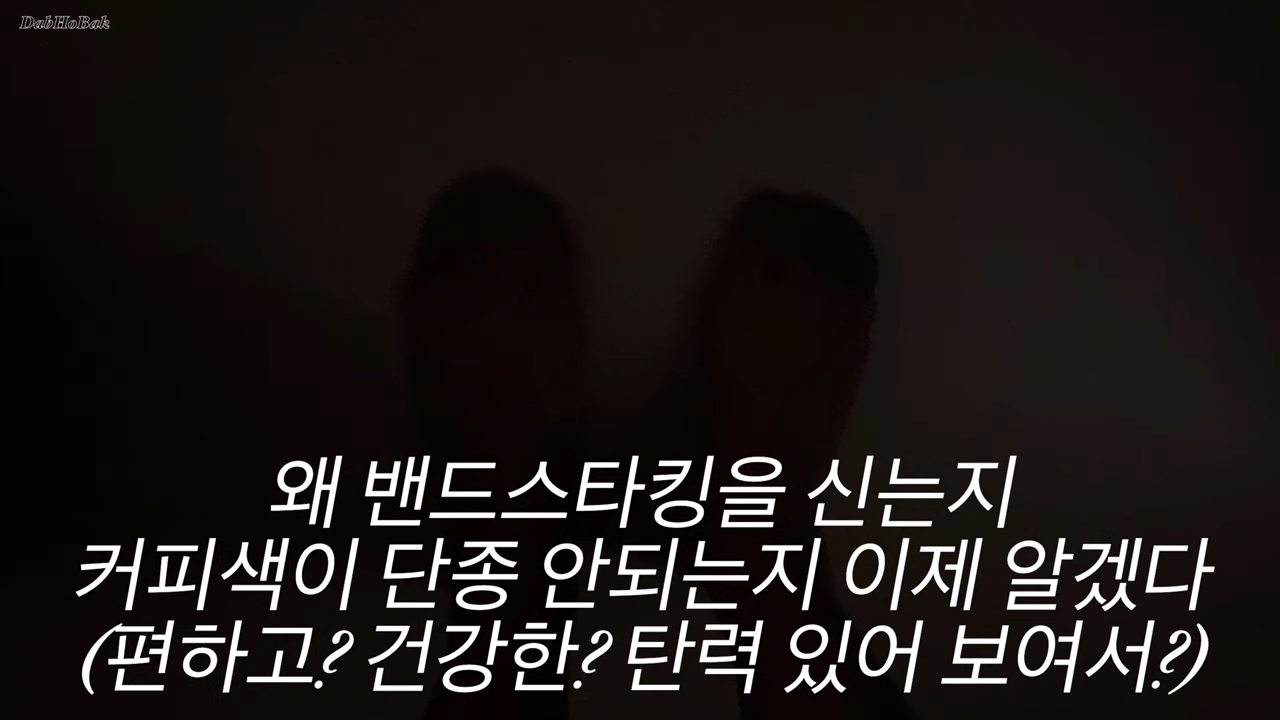 DabHoBak
왜 밴드스타킹을 신는지
커피색이 단종 안되는지 이제 알겠다
(편하고? 건강한? 탄력 있어 보여서?)